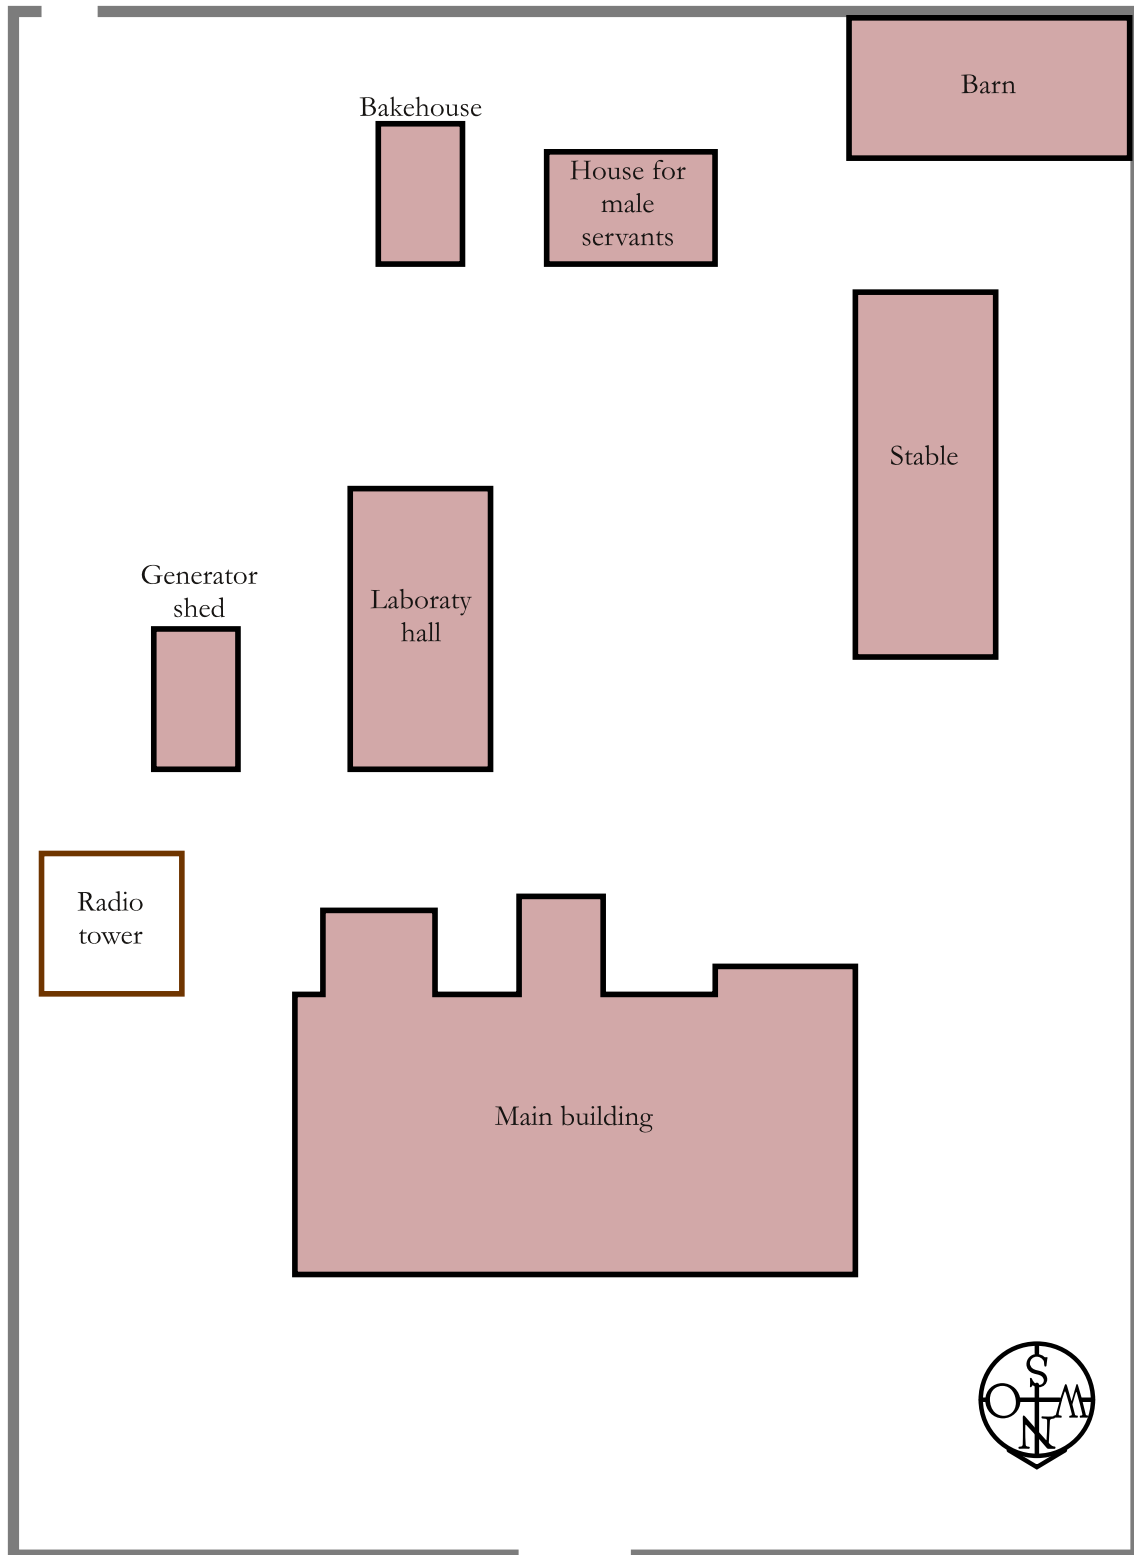 Barn
Bakehouse
House for
male
servants
Stable
Generator
shed
Laboraty
hall
Radio
tower
Main building
S
O W
N